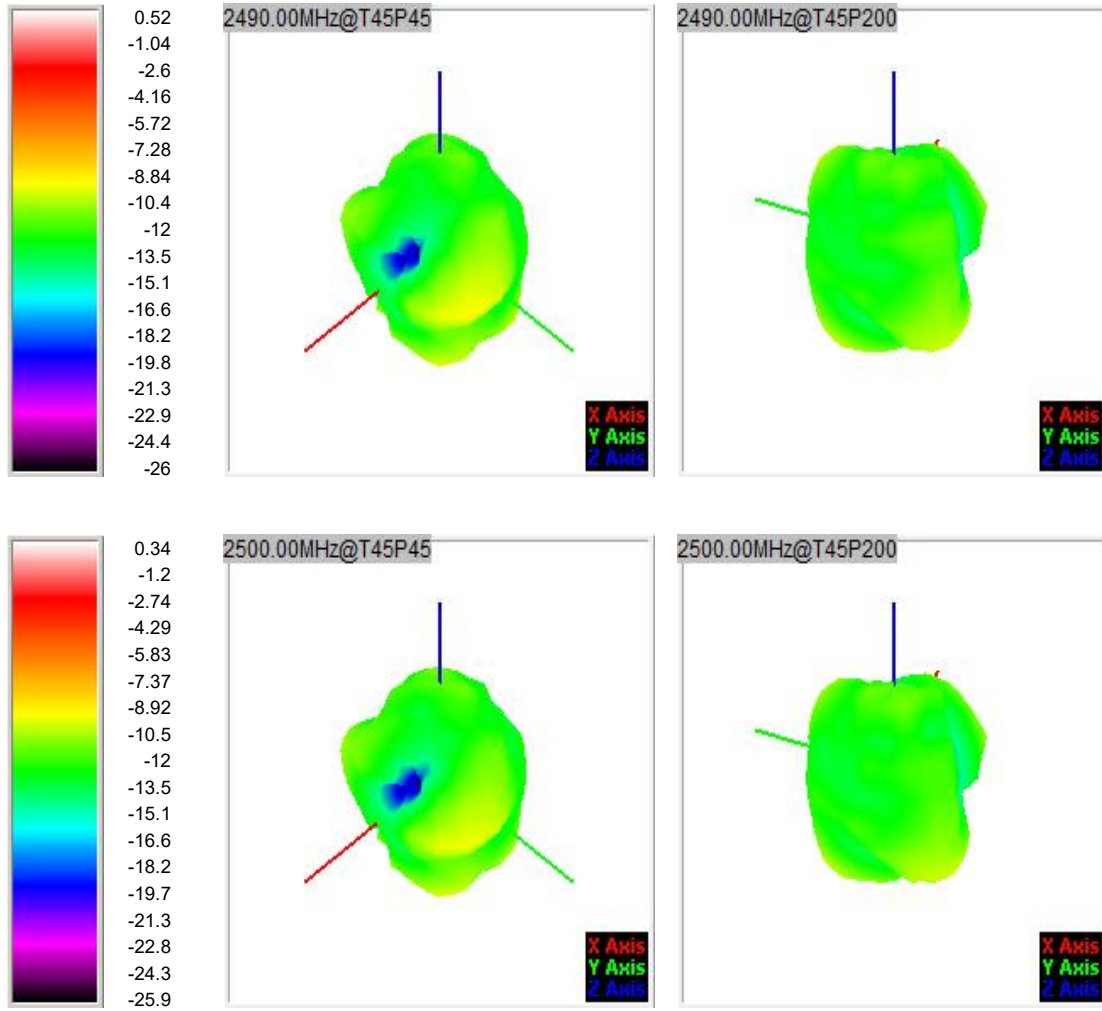 0.52
-1.04
-2.6
-4.16
-5.72
-7.28
-8.84
-10.4
-12
-13.5
-15.1
-16.6
-18.2
-19.8
-21.3
-22.9
-24.4
-26
2490.00MHz@T45P45
X Axis
Y Axis
Z Axis
2490.00MHz@T45P200
X Axis
Y Axis
Z Axis
0.34
-1.2
-2.74
-4.29
-5.83
-7.37
-8.92
-10.5
-12
-13.5
-15.1
-16.6
-18.2
-19.7
-21.3
-22.8
-24.3
-25.9
2500.00MHz@T45P45
X Axis
Y Axis
Z Axis
2500.00MHz@T45P200
X Axis
Y Axis
Z Axis